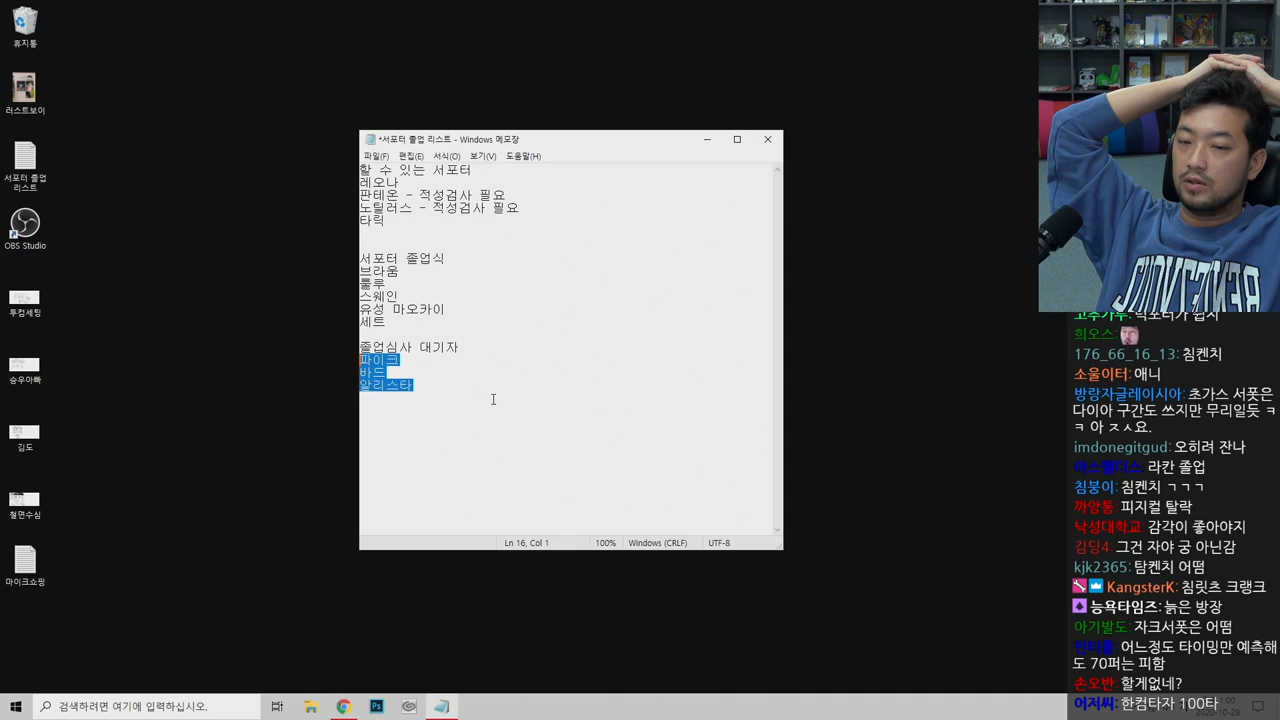 휴지통
러스트보이
서포터 졸업
리스트
OBS Studio
투컴세팅
승우아빠
김도
철면수심
마이크쇼핑
*서포터 졸업 리스트 - Windows 메모장
파일(F) 편집(E) 서식(O) 보기(V) 도움말(H)
할 수 있는 서포터
레오나
판테온 - 적성검사 필요
노틸러스 - 적성검사 필요
타릭
서포터 졸업식
브라움
룰루
스웨인
유성 마오카이
세트
졸업심사 대기자
파이크
바드
알리스타
Ln 16, Col 1 100% Windows (CRLF) UTF-8
희오스:
176_66_16_13: 침켄치
소울이터: 애니
방랑자글레이시아: 초가스 서폿은
다이아 구간도 쓰지만 무리일듯 ㅋ
ㅋ 아 ㅈㅅ요.
imdonegitgud: 오히려 잔나
라칸 졸업
침붕이: 침켄치 ㄱㄱㄱ
까앙통: 피지컬 탈락
낙성대학교: 감각이 좋아야지
김딩4: 그건 자야 궁 아닌감
kjk2365: 탐켄치 어떰
KangsterK: 침릿츠 크랭크
능욕타임즈: 늙은 방장
아기발도: 자크서폿은 어떰
어느정도 타이밍만 예측해
도 70퍼는 피함
손오반: 할게없네?
어저씨: 한컴타자 100타
검색하려면 여기에 입력하십시오.
2020-10-28